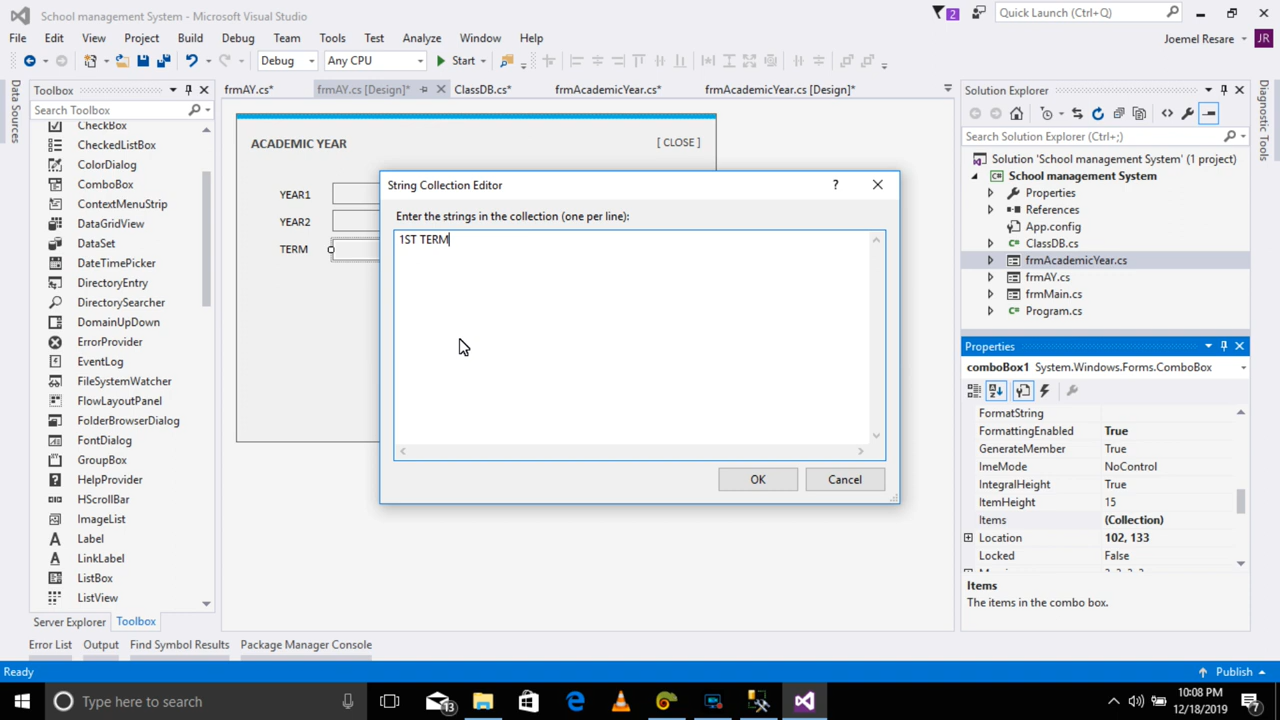 School management System - Microsoft Visual Studio
2
Quick Launch (Ctrl+Q)
File Edit View Project Build Debug Team Tools Test Analyze Window Help
Joemel Resare JR
Debug Any CPU Start
Data Sources
Toolbox
Search Toolbox
CheckBox
CheckedListBox
ColorDialog
ComboBox
ContextMenuStrip
DataGridView
DataSet
DateTimePicker
DirectoryEntry
DirectorySearcher
DomainUpDown
ErrorProvider
EventLog
FileSystemWatcher
FlowLayoutPanel
FolderBrowserDialog
FontDialog
GroupBox
HelpProvider
HScrollBar
ImageList
Label
LinkLabel
ListBox
ListView
Server Explorer Toolbox
frmAY.cs* frmAY.cs [Design]* ClassDB.cs* frmAcademicYear.cs* frmAcademicYear.cs [Design]*
ACADEMIC YEAR [ CLOSE ]
YEAR1
YEAR2
TERM
String Collection Editor ?
Enter the strings in the collection (one per line):
1ST TERM
OK Cancel
Solution Explorer
Search Solution Explorer (Ctrl+;)
Solution 'School management System' (1 project)
School management System
Properties
References
App.config
ClassDB.cs
frmAcademicYear.cs
frmAY.cs
frmMain.cs
Program.cs
Diagnostic Tools
Properties
comboBox1 System.Windows.Forms.ComboBox
FormatString
FormattingEnabled True
GenerateMember True
ImeMode NoControl
IntegralHeight True
ItemHeight 15
Items (Collection)
Location 102, 133
Locked False
Items
The items in the combo box.
Error List Output Find Symbol Results Package Manager Console
Ready Publish
Type here to search
13
10:08 PM
12/18/2019
7